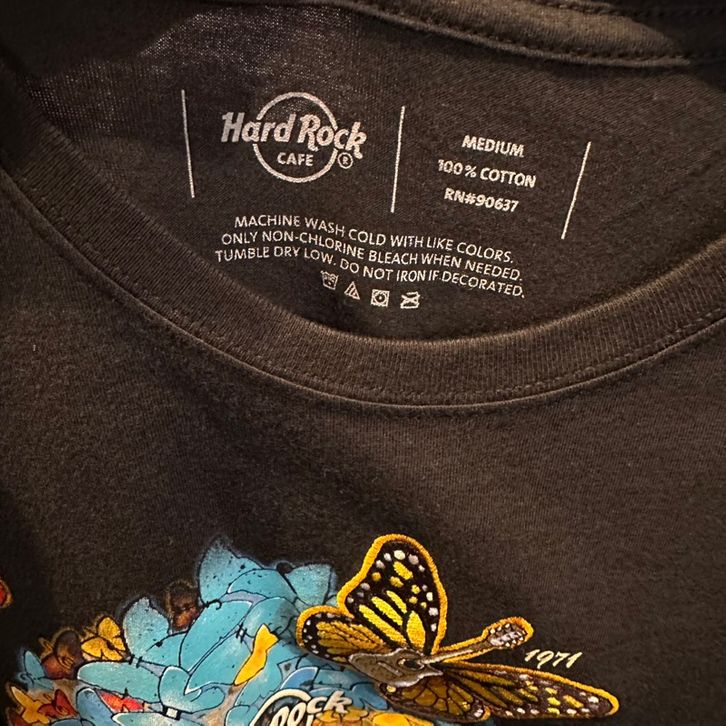 Hard Rock
CAFE ®
MEDIUM
100% COTTON
RN#90637
MACHINE WASH COLD WITH LIKE COLORS.
ONLY NON-CHLORINE BLEACH WHEN NEEDED.
TUMBLE DRY LOW. DO NOT IRON IF DECORATED.
1971
Rock